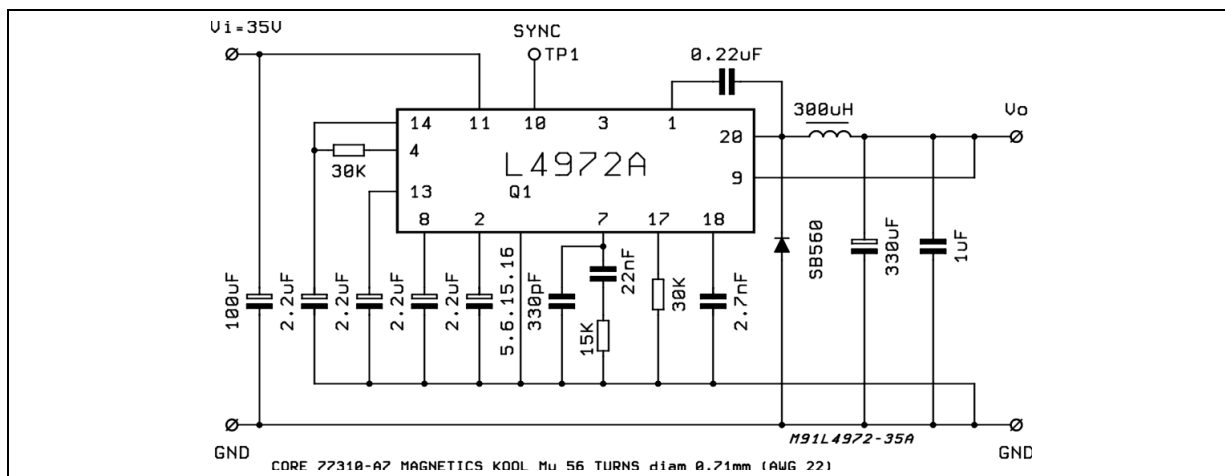 Vi=35V
SYNC
TP1
0.22uF
300uH
Vo
14
11
10
3
1
20
4
30K
L4972A
9
13
Q1
8
2
7
17
18
100uF
2.2uF
2.2uF
2.2uF
2.2uF
5.6.15.16
330pF
22nF
15K
30K
2.7nF
SB560
330uF
1uF
M91L4972-35A
GND
GND
CORE 77310-A7 MAGNETICS KOOL Mu 56 TURNS diam 0.71mm (AWG 22)